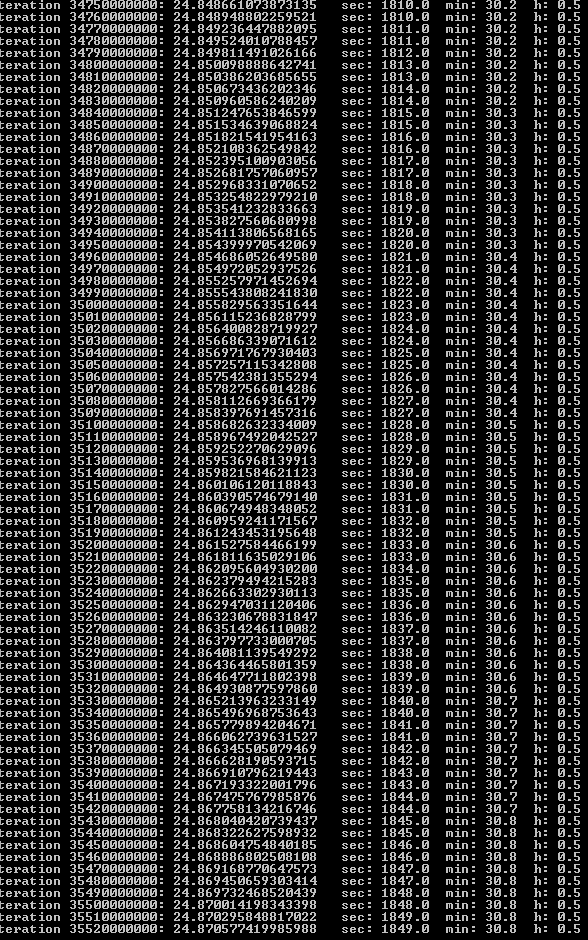 teration 34750000000: 24.848661073873135   sec: 1810.0  min: 30.2  h: 0.5
teration 34760000000: 24.848948802259521   sec: 1810.0  min: 30.2  h: 0.5
teration 34770000000: 24.849236447882095   sec: 1811.0  min: 30.2  h: 0.5
teration 34780000000: 24.849524010788457   sec: 1811.0  min: 30.2  h: 0.5
teration 34790000000: 24.849811491026166   sec: 1812.0  min: 30.2  h: 0.5
teration 34800000000: 24.850098888642741   sec: 1813.0  min: 30.2  h: 0.5
teration 34810000000: 24.850386203685655   sec: 1813.0  min: 30.2  h: 0.5
teration 34820000000: 24.850673436202346   sec: 1814.0  min: 30.2  h: 0.5
teration 34830000000: 24.850960586240209   sec: 1814.0  min: 30.2  h: 0.5
teration 34840000000: 24.851247653846599   sec: 1815.0  min: 30.3  h: 0.5
teration 34850000000: 24.851534639068824   sec: 1815.0  min: 30.3  h: 0.5
teration 34860000000: 24.851821541954163   sec: 1816.0  min: 30.3  h: 0.5
teration 34870000000: 24.852108362549842   sec: 1816.0  min: 30.3  h: 0.5
teration 34880000000: 24.852395100903056   sec: 1817.0  min: 30.3  h: 0.5
teration 34890000000: 24.852681757060957   sec: 1817.0  min: 30.3  h: 0.5
teration 34900000000: 24.852968331070652   sec: 1818.0  min: 30.3  h: 0.5
teration 34910000000: 24.853254822979210   sec: 1818.0  min: 30.3  h: 0.5
teration 34920000000: 24.853541232833663   sec: 1819.0  min: 30.3  h: 0.5
teration 34930000000: 24.853827560680998   sec: 1819.0  min: 30.3  h: 0.5
teration 34940000000: 24.854113806568165   sec: 1820.0  min: 30.3  h: 0.5
teration 34950000000: 24.854399970542069   sec: 1820.0  min: 30.3  h: 0.5
teration 34960000000: 24.854686052649580   sec: 1821.0  min: 30.4  h: 0.5
teration 34970000000: 24.854972052937526   sec: 1821.0  min: 30.4  h: 0.5
teration 34980000000: 24.855257971452694   sec: 1822.0  min: 30.4  h: 0.5
teration 34990000000: 24.855543808241830   sec: 1822.0  min: 30.4  h: 0.5
teration 35000000000: 24.855829563351644   sec: 1823.0  min: 30.4  h: 0.5
teration 35010000000: 24.856115236828799   sec: 1823.0  min: 30.4  h: 0.5
teration 35020000000: 24.856400828719927   sec: 1824.0  min: 30.4  h: 0.5
teration 35030000000: 24.856686339071612   sec: 1824.0  min: 30.4  h: 0.5
teration 35040000000: 24.856971767930403   sec: 1825.0  min: 30.4  h: 0.5
teration 35050000000: 24.857257115342808   sec: 1825.0  min: 30.4  h: 0.5
teration 35060000000: 24.857542381355294   sec: 1826.0  min: 30.4  h: 0.5
teration 35070000000: 24.857827566014286   sec: 1826.0  min: 30.4  h: 0.5
teration 35080000000: 24.858112669366179   sec: 1827.0  min: 30.4  h: 0.5
teration 35090000000: 24.858397691457316   sec: 1827.0  min: 30.4  h: 0.5
teration 35100000000: 24.858682632334009   sec: 1828.0  min: 30.5  h: 0.5
teration 35110000000: 24.858967492042527   sec: 1828.0  min: 30.5  h: 0.5
teration 35120000000: 24.859252270629096   sec: 1829.0  min: 30.5  h: 0.5
teration 35130000000: 24.859536968139913   sec: 1829.0  min: 30.5  h: 0.5
teration 35140000000: 24.859821584621123   sec: 1830.0  min: 30.5  h: 0.5
teration 35150000000: 24.860106120118843   sec: 1830.0  min: 30.5  h: 0.5
teration 35160000000: 24.860390574679140   sec: 1831.0  min: 30.5  h: 0.5
teration 35170000000: 24.860674948348052   sec: 1831.0  min: 30.5  h: 0.5
teration 35180000000: 24.860959241171567   sec: 1832.0  min: 30.5  h: 0.5
teration 35190000000: 24.861243453195648   sec: 1832.0  min: 30.5  h: 0.5
teration 35200000000: 24.861527584466199   sec: 1833.0  min: 30.6  h: 0.5
teration 35210000000: 24.861811635029106   sec: 1833.0  min: 30.6  h: 0.5
teration 35220000000: 24.862095604930200   sec: 1834.0  min: 30.6  h: 0.5
teration 35230000000: 24.862379494215283   sec: 1835.0  min: 30.6  h: 0.5
teration 35240000000: 24.862663302930113   sec: 1835.0  min: 30.6  h: 0.5
teration 35250000000: 24.862947031120406   sec: 1836.0  min: 30.6  h: 0.5
teration 35260000000: 24.863230678831847   sec: 1836.0  min: 30.6  h: 0.5
teration 35270000000: 24.863514246110082   sec: 1837.0  min: 30.6  h: 0.5
teration 35280000000: 24.863797733000705   sec: 1837.0  min: 30.6  h: 0.5
teration 35290000000: 24.864081139549292   sec: 1838.0  min: 30.6  h: 0.5
teration 35300000000: 24.864364465801359   sec: 1838.0  min: 30.6  h: 0.5
teration 35310000000: 24.864647711802398   sec: 1839.0  min: 30.6  h: 0.5
teration 35320000000: 24.864930877597860   sec: 1839.0  min: 30.6  h: 0.5
teration 35330000000: 24.865213963233149   sec: 1840.0  min: 30.7  h: 0.5
teration 35340000000: 24.865496968753643   sec: 1840.0  min: 30.7  h: 0.5
teration 35350000000: 24.865779894204671   sec: 1841.0  min: 30.7  h: 0.5
teration 35360000000: 24.866062739631527   sec: 1841.0  min: 30.7  h: 0.5
teration 35370000000: 24.866345505079469   sec: 1842.0  min: 30.7  h: 0.5
teration 35380000000: 24.866628190593715   sec: 1842.0  min: 30.7  h: 0.5
teration 35390000000: 24.866910796219443   sec: 1843.0  min: 30.7  h: 0.5
teration 35400000000: 24.867193322001796   sec: 1843.0  min: 30.7  h: 0.5
teration 35410000000: 24.867475767985876   sec: 1844.0  min: 30.7  h: 0.5
teration 35420000000: 24.867758134216746   sec: 1844.0  min: 30.7  h: 0.5
teration 35430000000: 24.868040420739437   sec: 1845.0  min: 30.8  h: 0.5
teration 35440000000: 24.868322627598932   sec: 1845.0  min: 30.8  h: 0.5
teration 35450000000: 24.868604754840185   sec: 1846.0  min: 30.8  h: 0.5
teration 35460000000: 24.868886802508108   sec: 1846.0  min: 30.8  h: 0.5
teration 35470000000: 24.869168770647573   sec: 1847.0  min: 30.8  h: 0.5
teration 35480000000: 24.869450659303414   sec: 1847.0  min: 30.8  h: 0.5
teration 35490000000: 24.869732468520439   sec: 1848.0  min: 30.8  h: 0.5
teration 35500000000: 24.870014198343398   sec: 1848.0  min: 30.8  h: 0.5
teration 35510000000: 24.870295848817022   sec: 1849.0  min: 30.8  h: 0.5
teration 35520000000: 24.870577419985988   sec: 1849.0  min: 30.8  h: 0.5